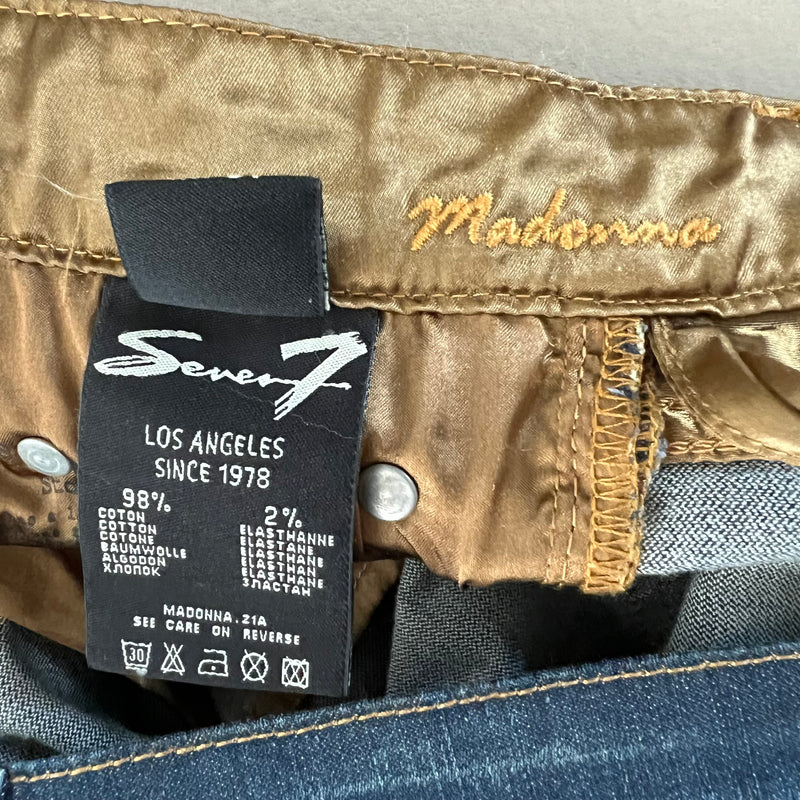 Madonna
Seven7
LOS ANGELES
SINCE 1978
98%
COTON
COTTON
COTONE
BAUMWOLLE
ALGODON
ХЛОПОК
2%
ELASTHANNE
ELASTANE
ELASTHANE
ELASTHAN
ELASTHANE
ЭЛАСТАН
MADONNA.21A
SEE CARE ON REVERSE
30